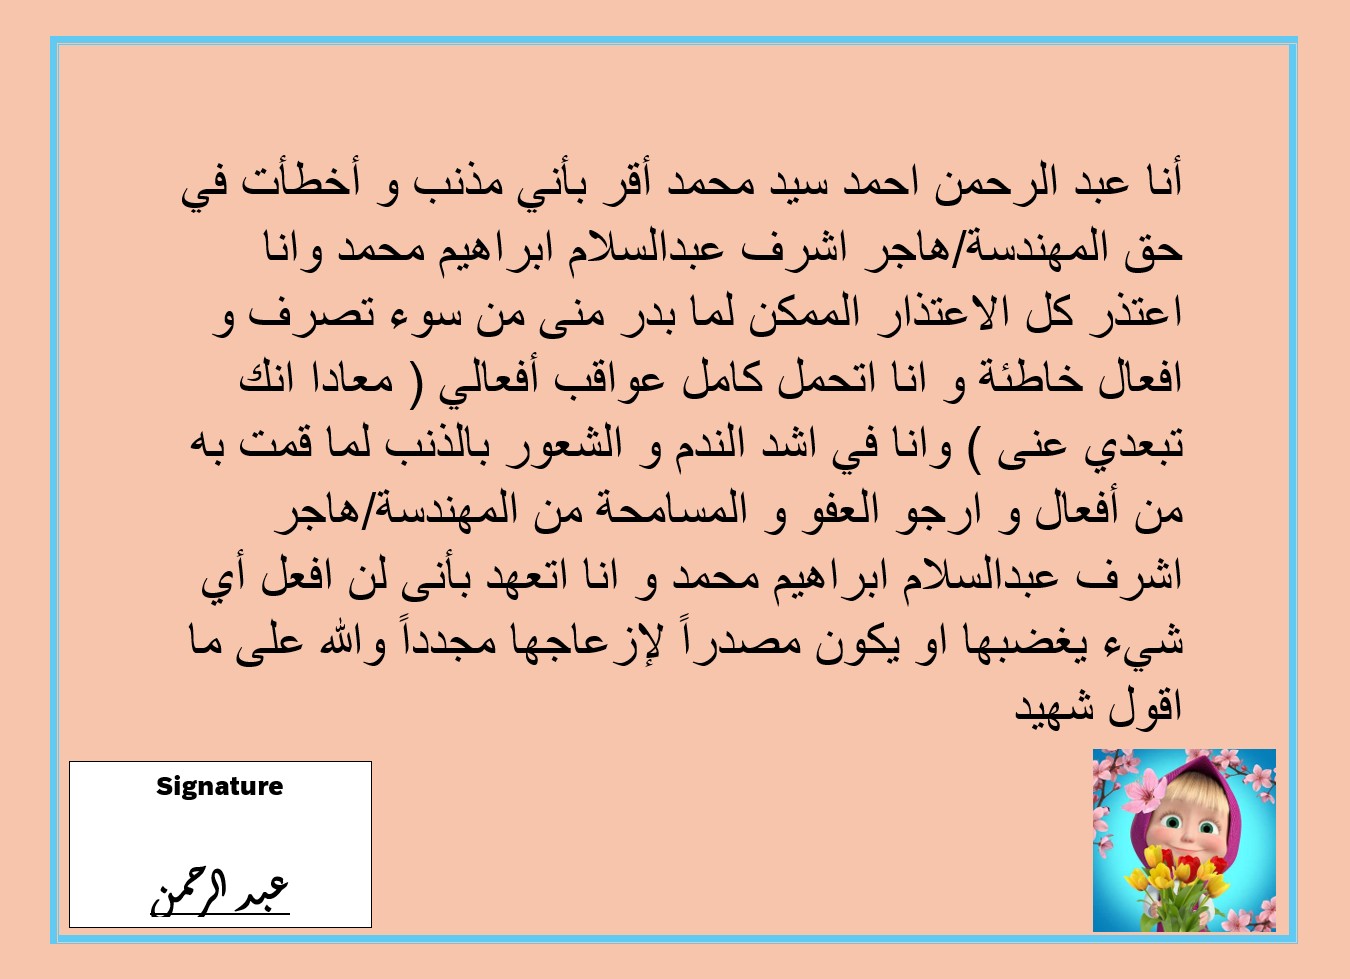 أنا عبد الرحمن احمد سيد محمد أقر بأني مذنب و أخطأت في
حق المهندسة/هاجر اشرف عبدالسلام ابراهيم محمد وانا
اعتذر كل الاعتذار الممكن لما بدر منى من سوء تصرف و
افعال خاطئة و انا اتحمل كامل عواقب أفعالي ( معادا انك
تبعدي عنى ) وانا في اشد الندم و الشعور بالذنب لما قمت به
من أفعال و ارجو العفو و المسامحة من المهندسة/هاجر
اشرف عبدالسلام ابراهيم محمد و انا اتعهد بأنى لن افعل أي
شيء يغضبها او يكون مصدراً لإزعاجها مجدداً والله على ما
اقول شهيد
Signature
عبد الرحمن